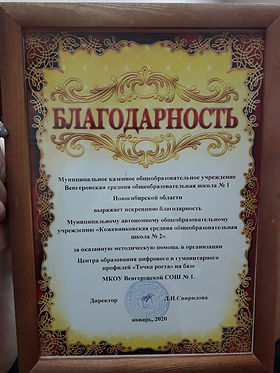 БЛАГОДАРНОСТЬ
Муниципальное казенное общеобразовательное учреждение
Венгеровская средняя общеобразовательная школа № 1
Новосибирской области
выражает искреннюю благодарность
Муниципальному автономному общеобразовательному
учреждению «Кожевниковская средняя общеобразовательная
школа № 2»
за оказанную методическую помощь в организации
Центра образования цифрового и гуманитарного
профилей «Точка роста» на базе
МКОУ Венгеровской СОШ № 1.
Директор Л.И.Свиридова
январь, 2020